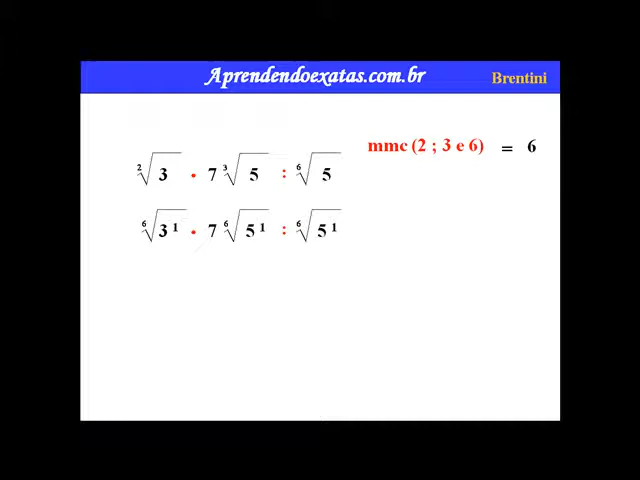 Aprendendoexatas.com.br Brentini
mmc (2 ; 3 e 6) = 6
²√3 · 7 ³√5 : ⁶√5
⁶√3¹ · 7 ⁶√5¹ : ⁶√5¹